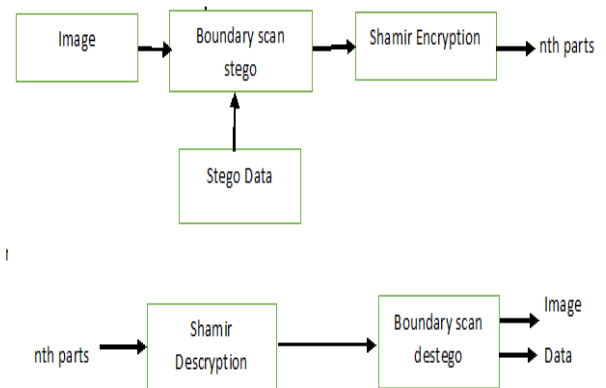 Image
Boundary scan
stego
Shamir Encryption
nth parts
Stego Data
nth parts
Shamir
Descryption
Boundary scan
destego
Image
Data